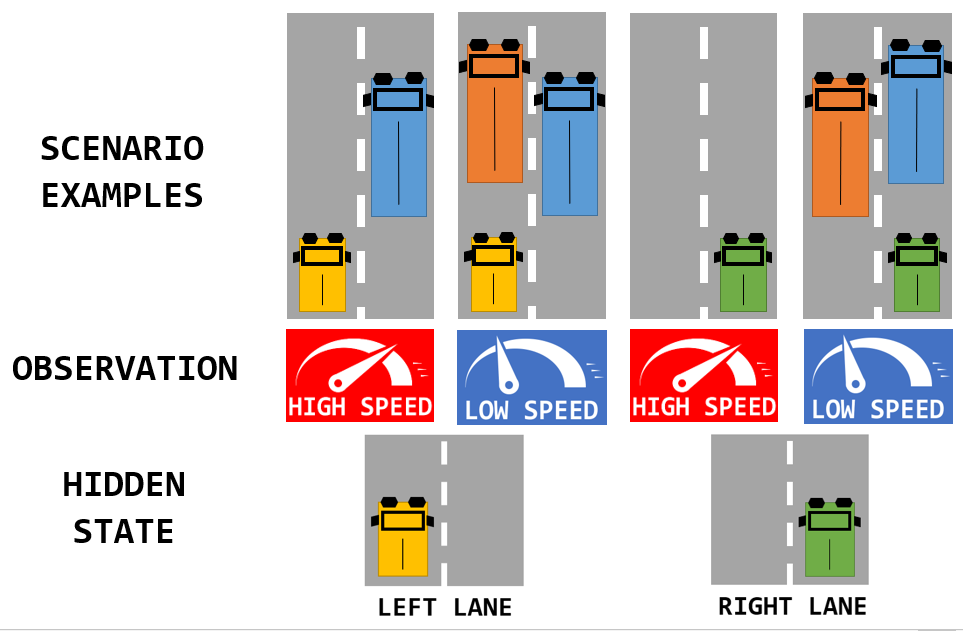 SCENARIO
EXAMPLES
OBSERVATION
HIGH SPEED
LOW SPEED
HIGH SPEED
LOW SPEED
HIDDEN
STATE
LEFT LANE
RIGHT LANE